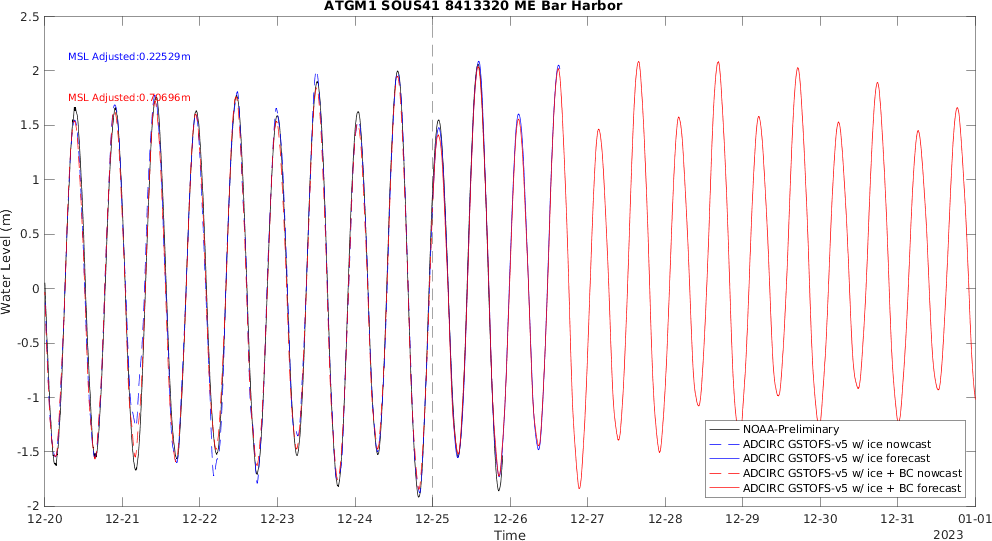 ATGM1 SOUS41 8413320 ME Bar Harbor
2.5
2
1.5
1
0.5
0
-0.5
-1
-1.5
-2
Water Level (m)
MSL Adjusted:0.22529m
MSL Adjusted:0.70696m
NOAA-Preliminary
ADCIRC GSTOFS-v5 w/ ice nowcast
ADCIRC GSTOFS-v5 w/ ice forecast
ADCIRC GSTOFS-v5 w/ ice + BC nowcast
ADCIRC GSTOFS-v5 w/ ice + BC forecast
12-20 12-21 12-22 12-23 12-24 12-25 12-26 12-27 12-28 12-29 12-30 12-31 01-01
Time
2023